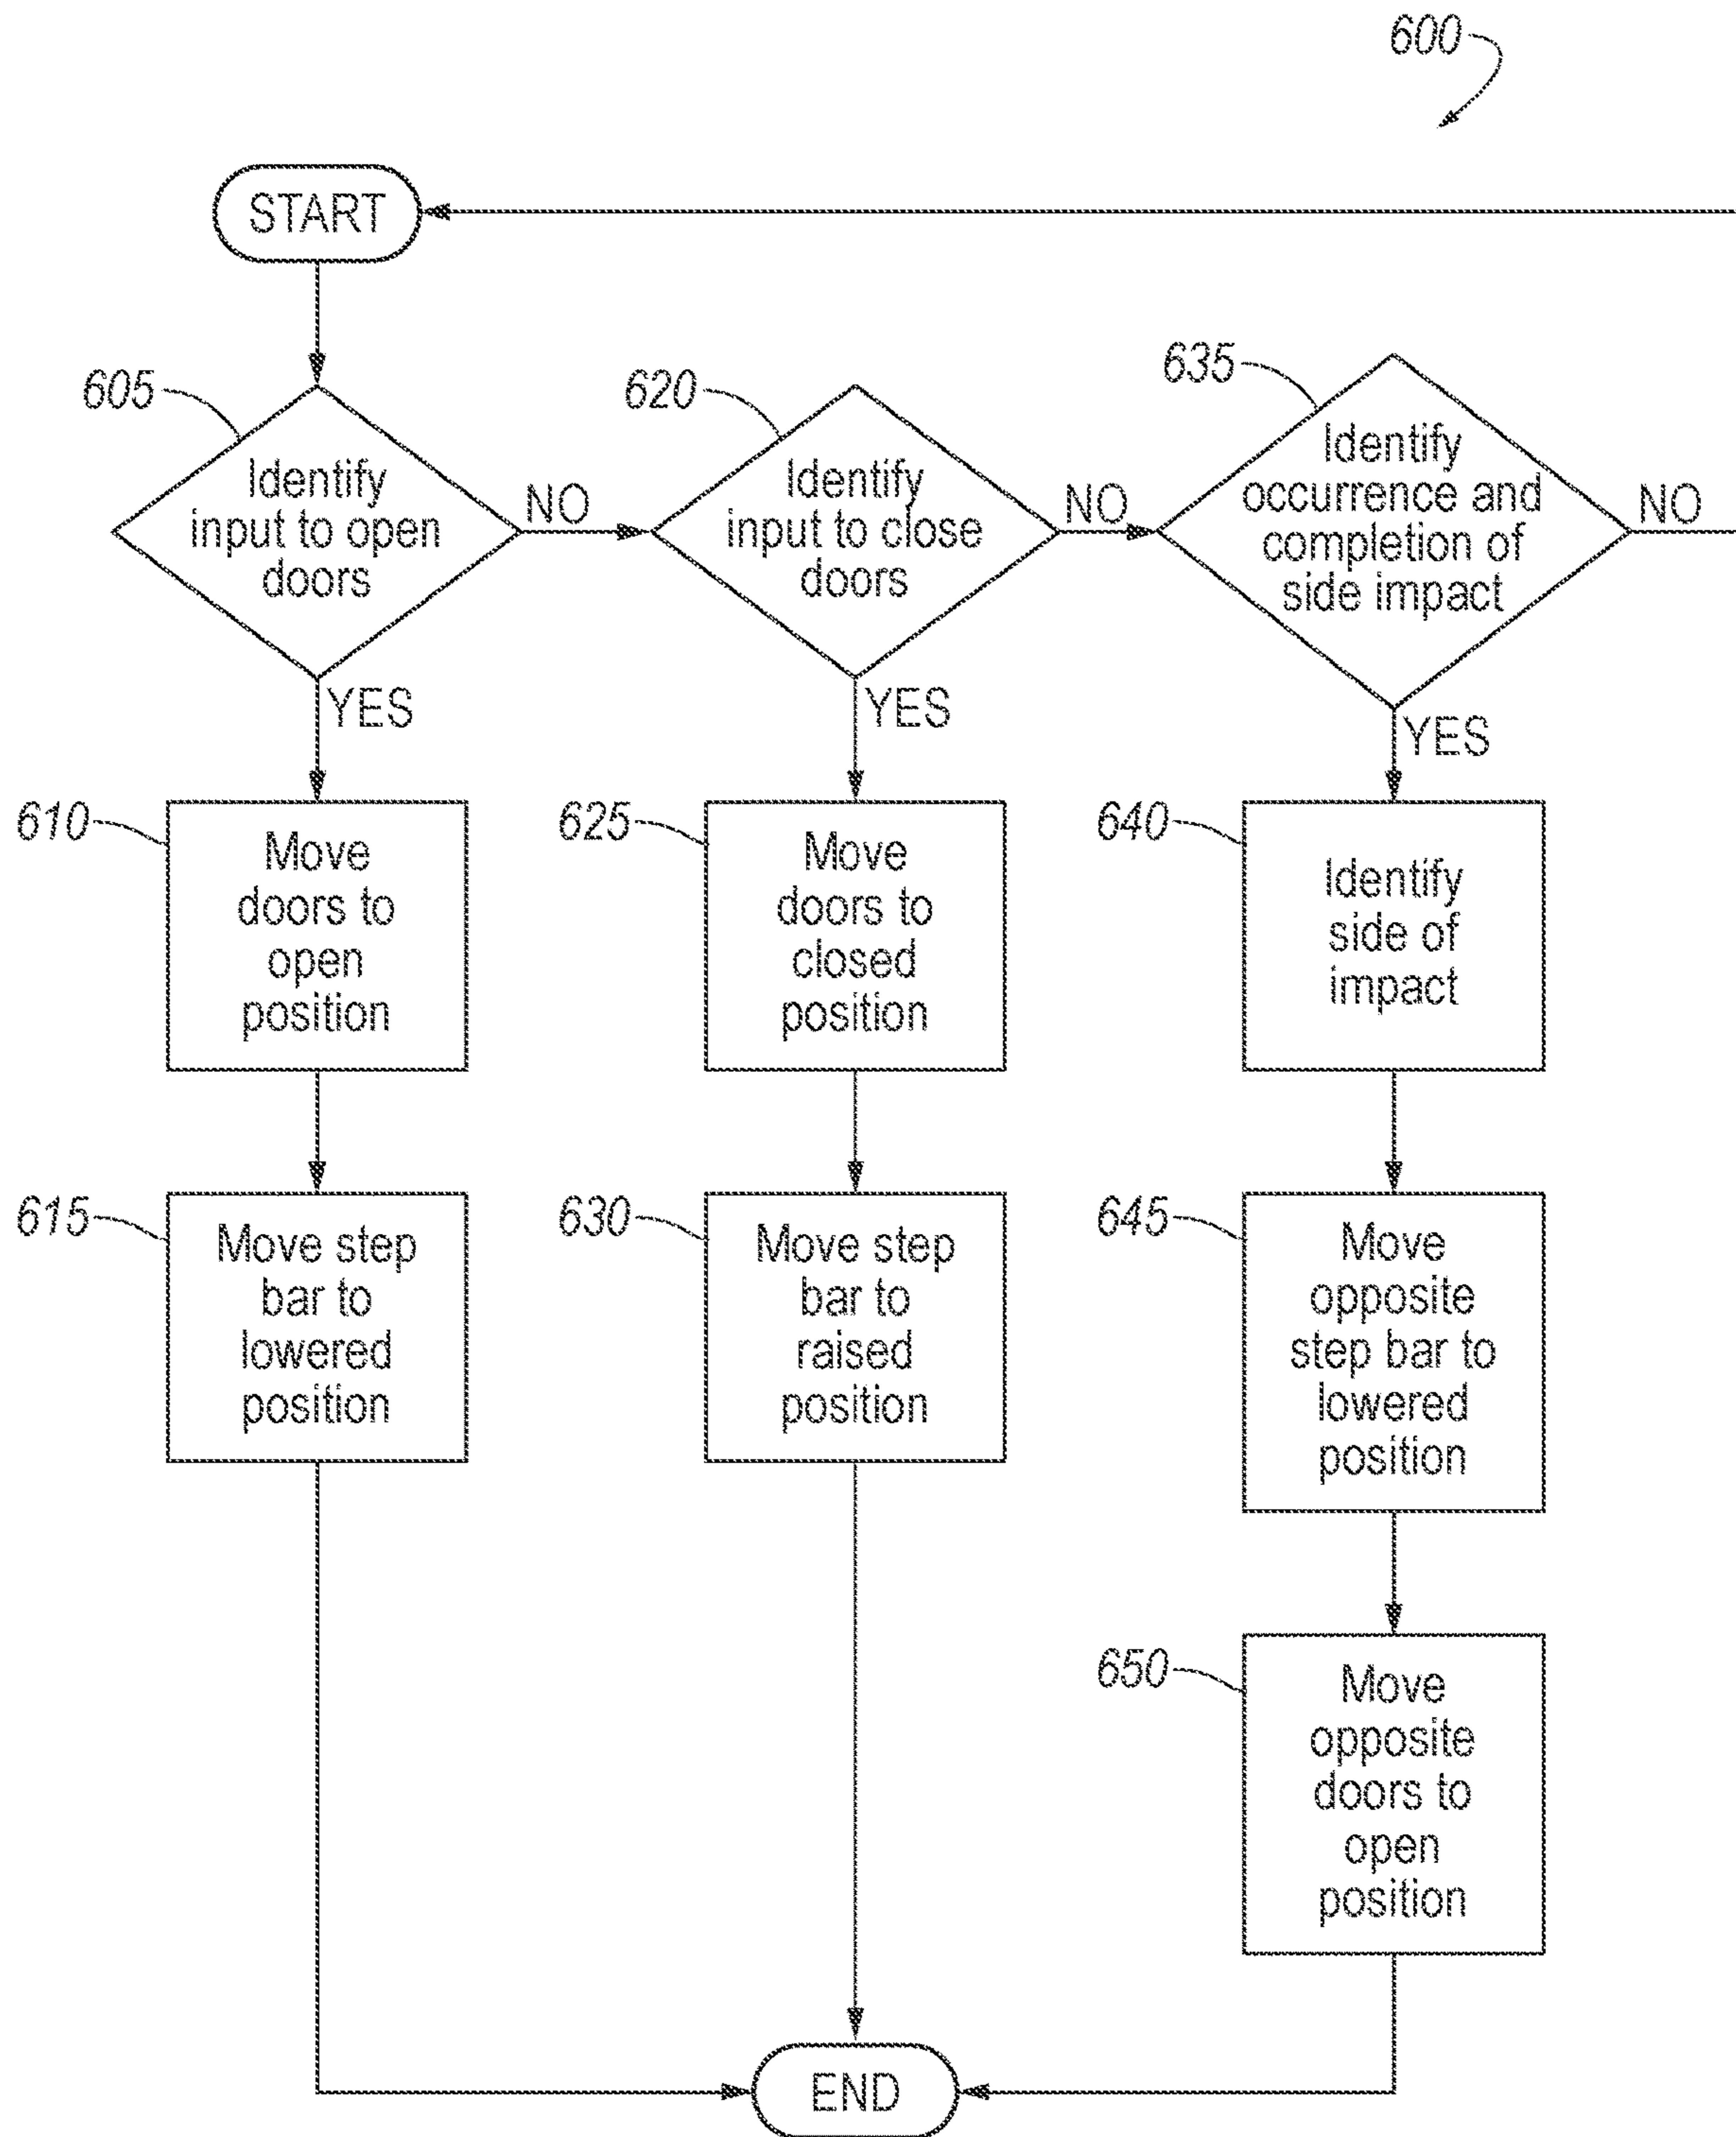 600
START
605
Identify
input to open
doors
NO
YES
620
Identify
input to close
doors
NO
YES
635
Identify
occurrence and
completion of
side impact
NO
YES
610
Move
doors to
open
position
625
Move
doors to
closed
position
640
Identify
side of
impact
615
Move step
bar to
lowered
position
630
Move step
bar to
raised
position
645
Move
opposite
step bar to
lowered
position
650
Move
opposite
doors to
open
position
END